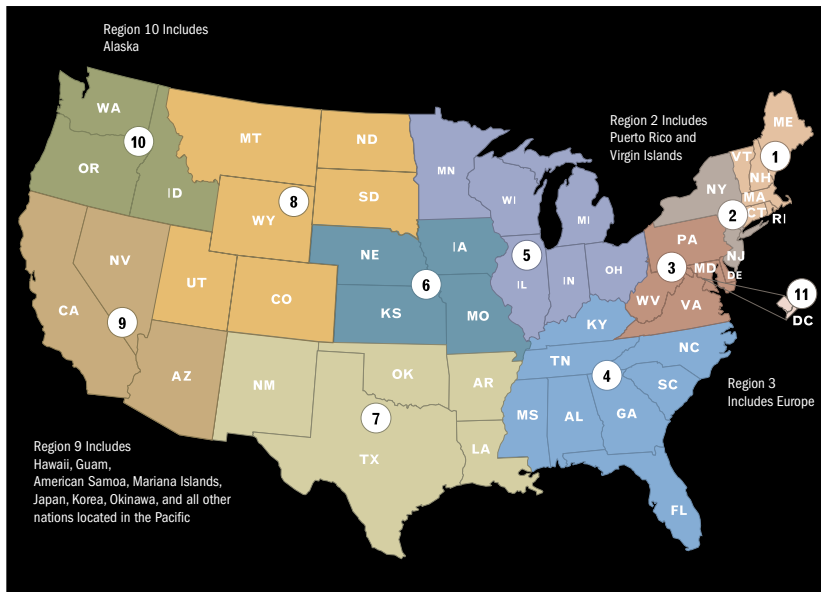 Region 10 Includes
Alaska
Region 2 Includes
Puerto Rico and
Virgin Islands
WA
OR
ID
10
MT
ND
SD
WY
8
UT
CO
NV
CA
9
AZ
NE
IA
KS
MO
6
MN
WI
MI
5
IL
IN
OH
ME
VT
1
NH
MA
NY
2
CT
RI
PA
NJ
3
MD
DE
WV
VA
11
DC
KY
TN
NC
4
SC
MS
AL
GA
FL
NM
OK
AR
7
TX
LA
Region 3
Includes Europe
Region 9 Includes
Hawaii, Guam,
American Samoa, Mariana Islands,
Japan, Korea, Okinawa, and all other
nations located in the Pacific